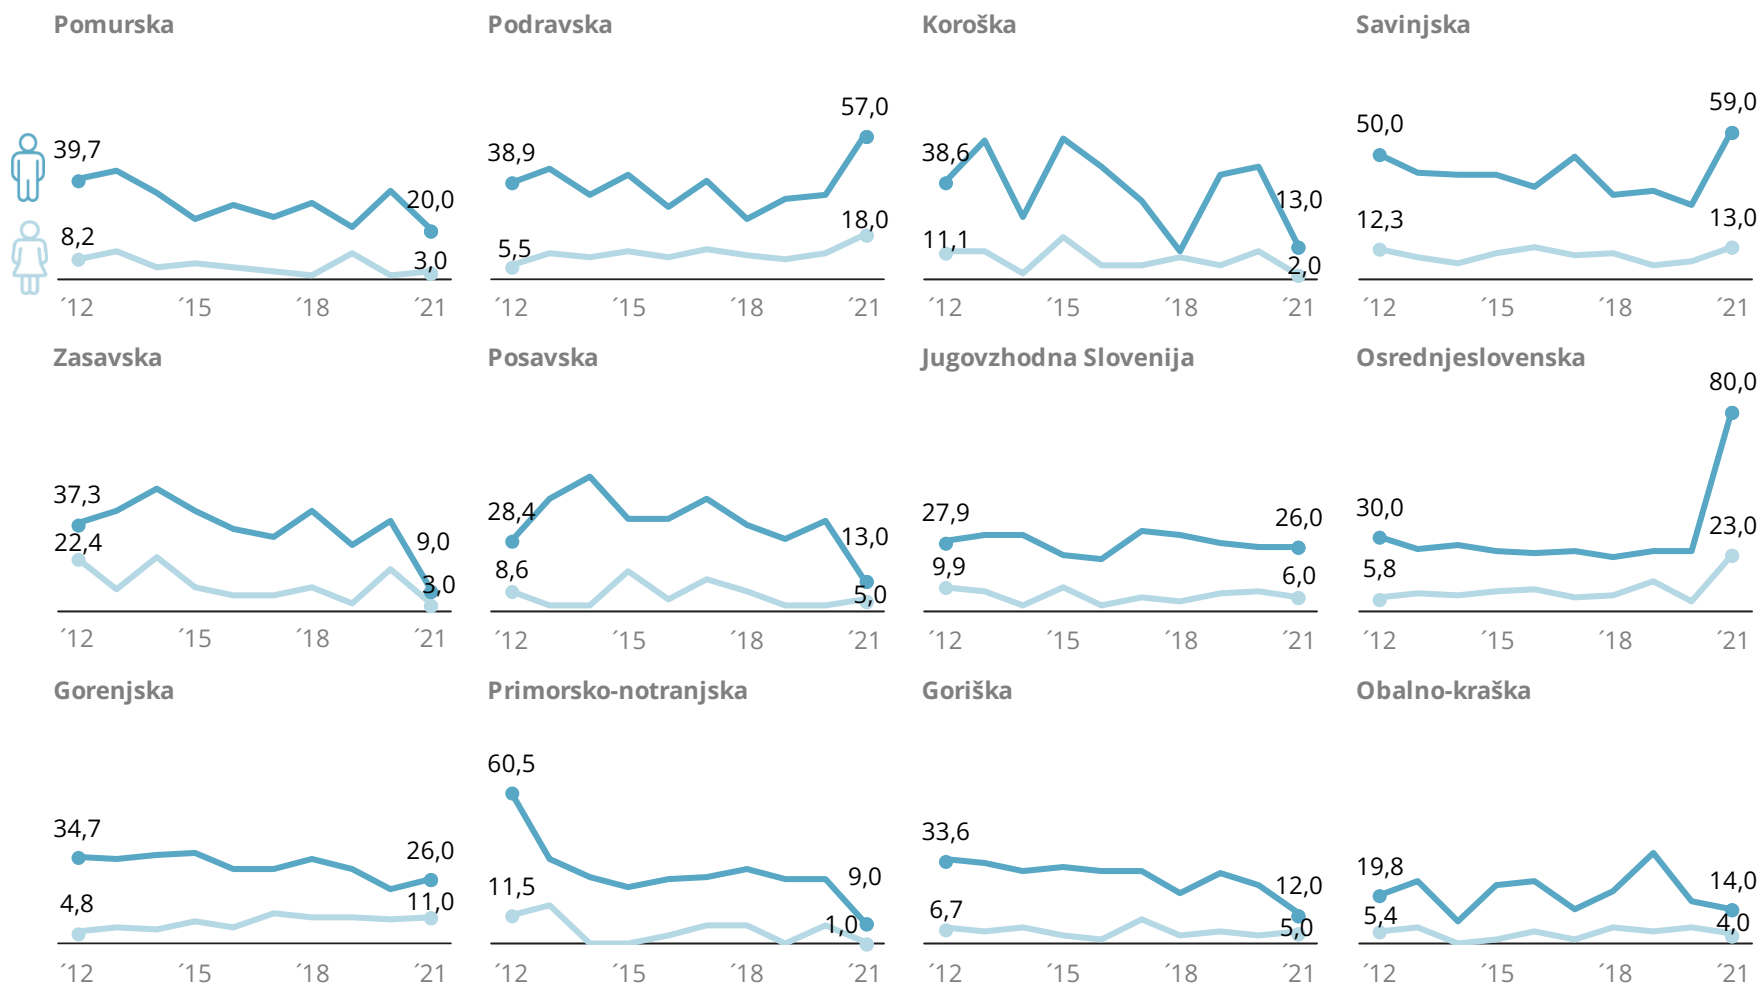 Pomurska
39,7
20,0
8,2
3,0
´12 ´15 ´18 ´21
Podravska
57,0
38,9
18,0
5,5
´12 ´15 ´18 ´21
Koroška
38,6
13,0
11,1
2,0
´12 ´15 ´18 ´21
Savinjska
59,0
50,0
12,3
13,0
´12 ´15 ´18 ´21
Zasavska
37,3
9,0
22,4
3,0
´12 ´15 ´18 ´21
Posavska
28,4
13,0
8,6
5,0
´12 ´15 ´18 ´21
Jugovzhodna Slovenija
27,9
26,0
9,9
6,0
´12 ´15 ´18 ´21
Osrednjeslovenska
80,0
30,0
23,0
5,8
´12 ´15 ´18 ´21
Gorenjska
34,7
26,0
4,8
11,0
´12 ´15 ´18 ´21
Primorsko-notranjska
60,5
9,0
11,5
1,0
´12 ´15 ´18 ´21
Goriška
33,6
12,0
6,7
5,0
´12 ´15 ´18 ´21
Obalno-kraška
19,8
14,0
5,4
4,0
´12 ´15 ´18 ´21